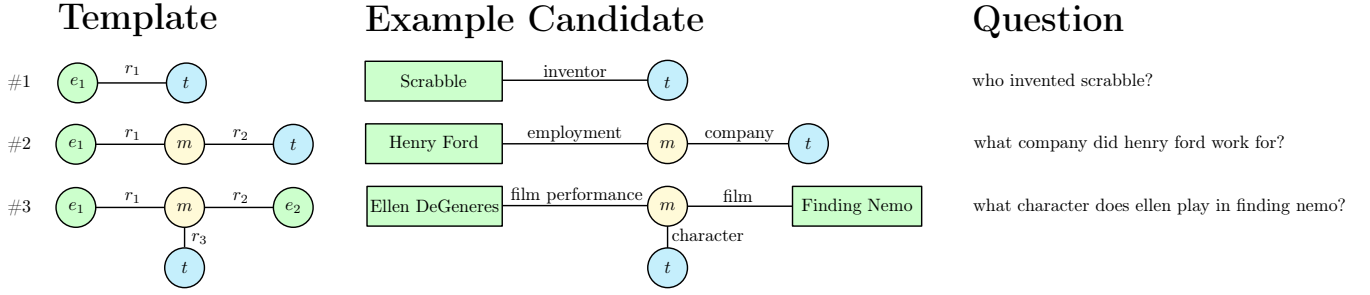 Template Example Candidate Question
#1 e₁ r₁ t Scrabble inventor t who invented scrabble?
#2 e₁ r₁ m r₂ t Henry Ford employment m company t what company did henry ford work for?
#3 e₁ r₁ m r₂ e₂ Ellen DeGeneres film performance m film Finding Nemo what character does ellen play in finding nemo?
r₃ character
t t